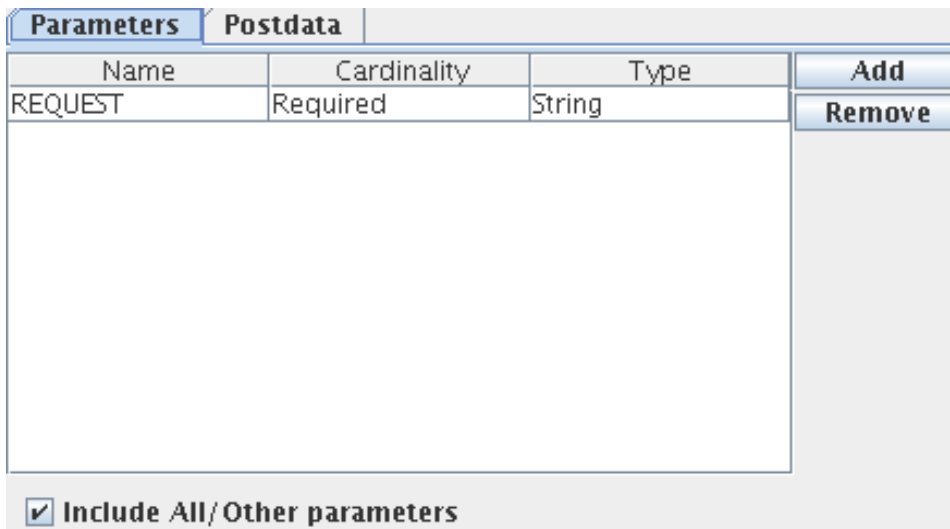 Parameters Postdata
Name Cardinality Type Add
REQUEST Required String Remove
Include All/Other parameters